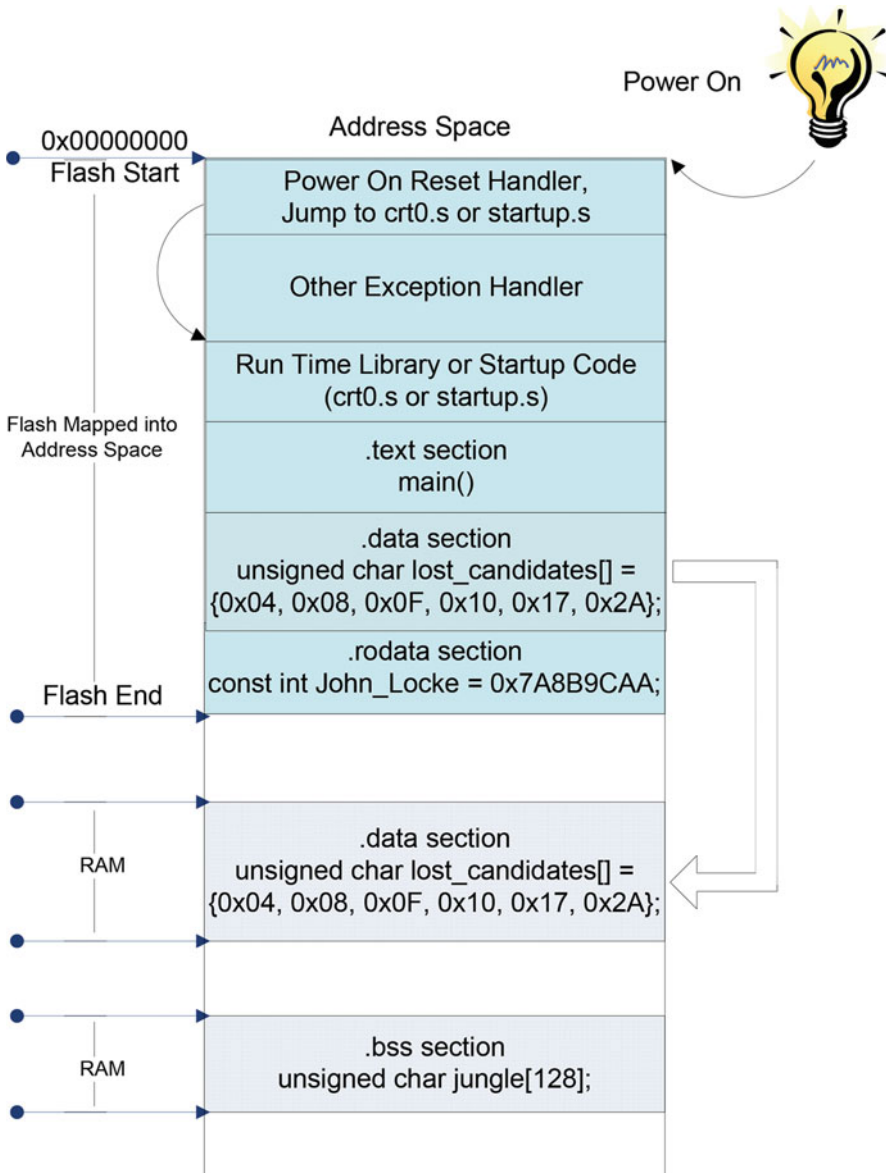 Power On
0x00000000
Flash Start
Address Space
Power On Reset Handler,
Jump to crt0.s or startup.s
Other Exception Handler
Run Time Library or Startup Code
(crt0.s or startup.s)
Flash Mapped into
Address Space
.text section
main()
.data section
unsigned char lost_candidates[] =
{0x04, 0x08, 0x0F, 0x10, 0x17, 0x2A};
.rodata section
const int John_Locke = 0x7A8B9CAA;
Flash End
RAM
.data section
unsigned char lost_candidates[] =
{0x04, 0x08, 0x0F, 0x10, 0x17, 0x2A};
RAM
.bss section
unsigned char jungle[128];